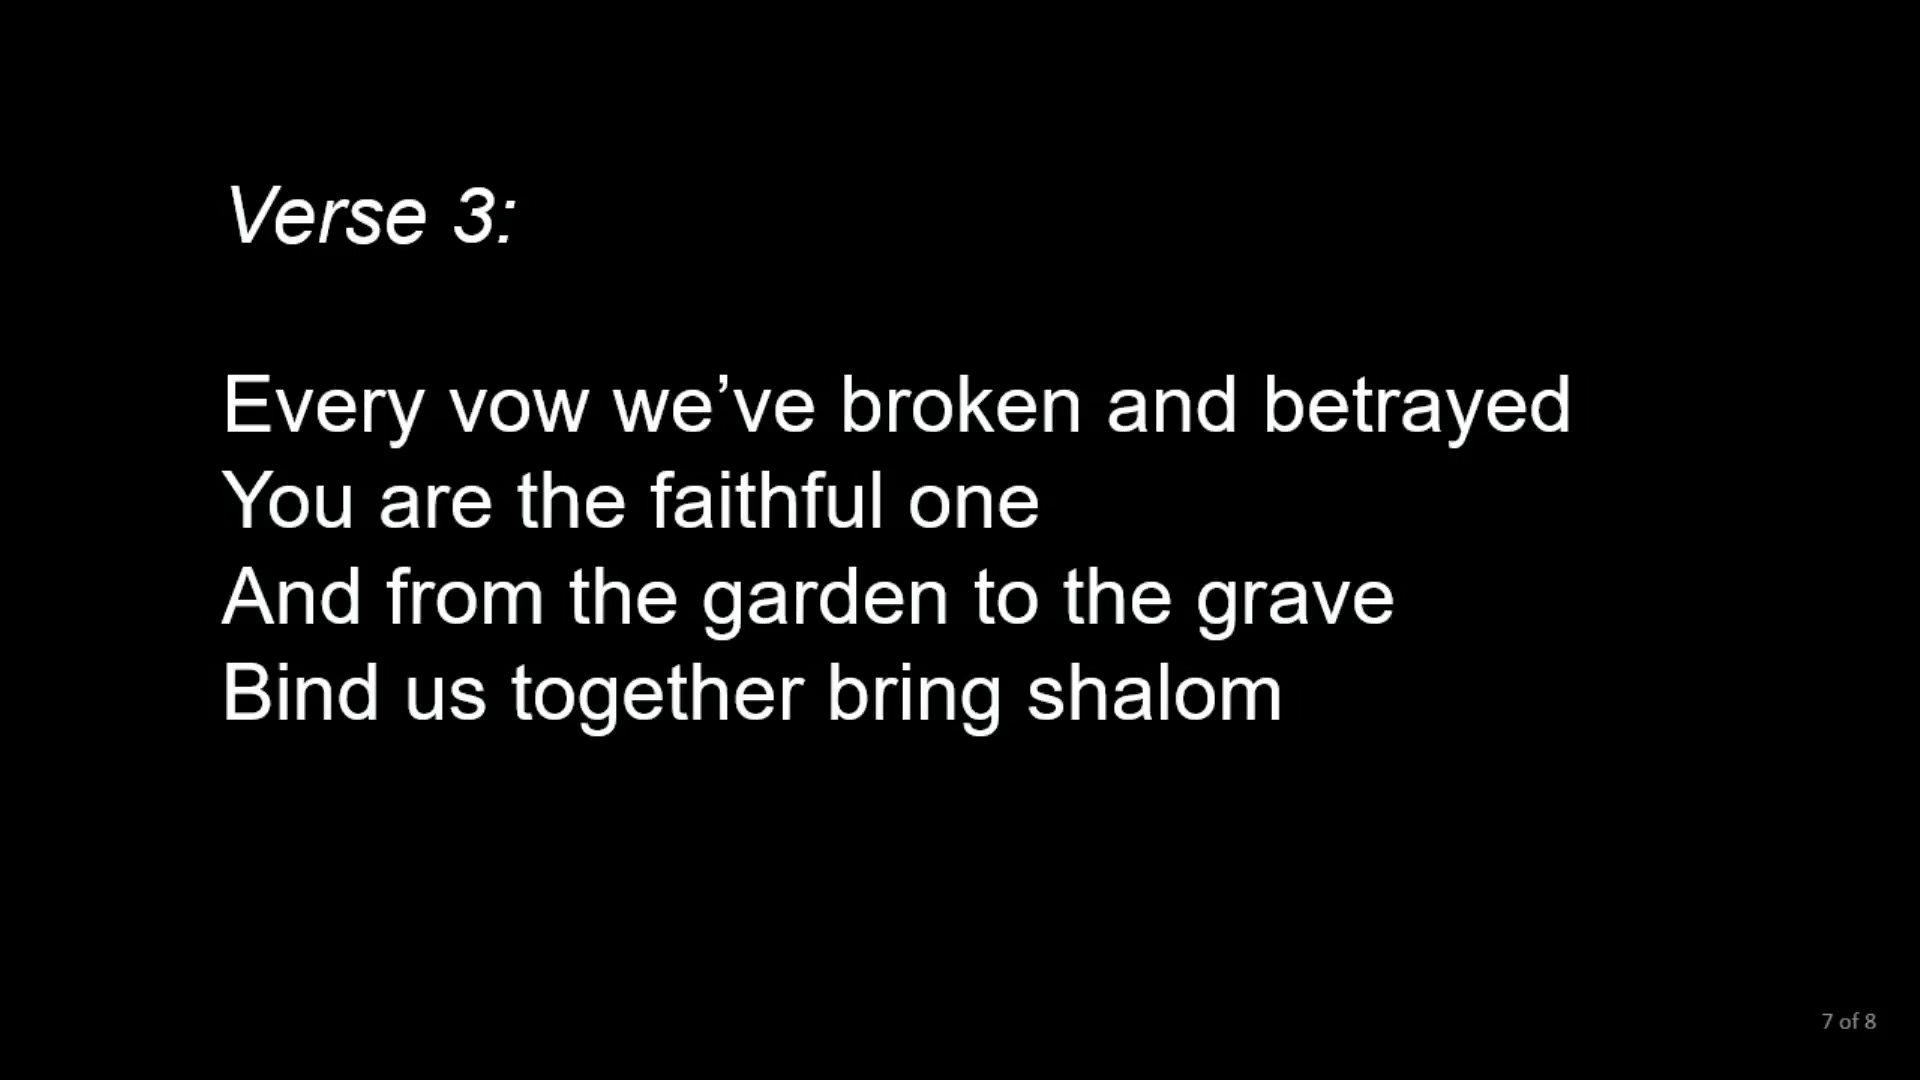 Verse 3:
Every vow we’ve broken and betrayed
You are the faithful one
And from the garden to the grave
Bind us together bring shalom
7 of 8